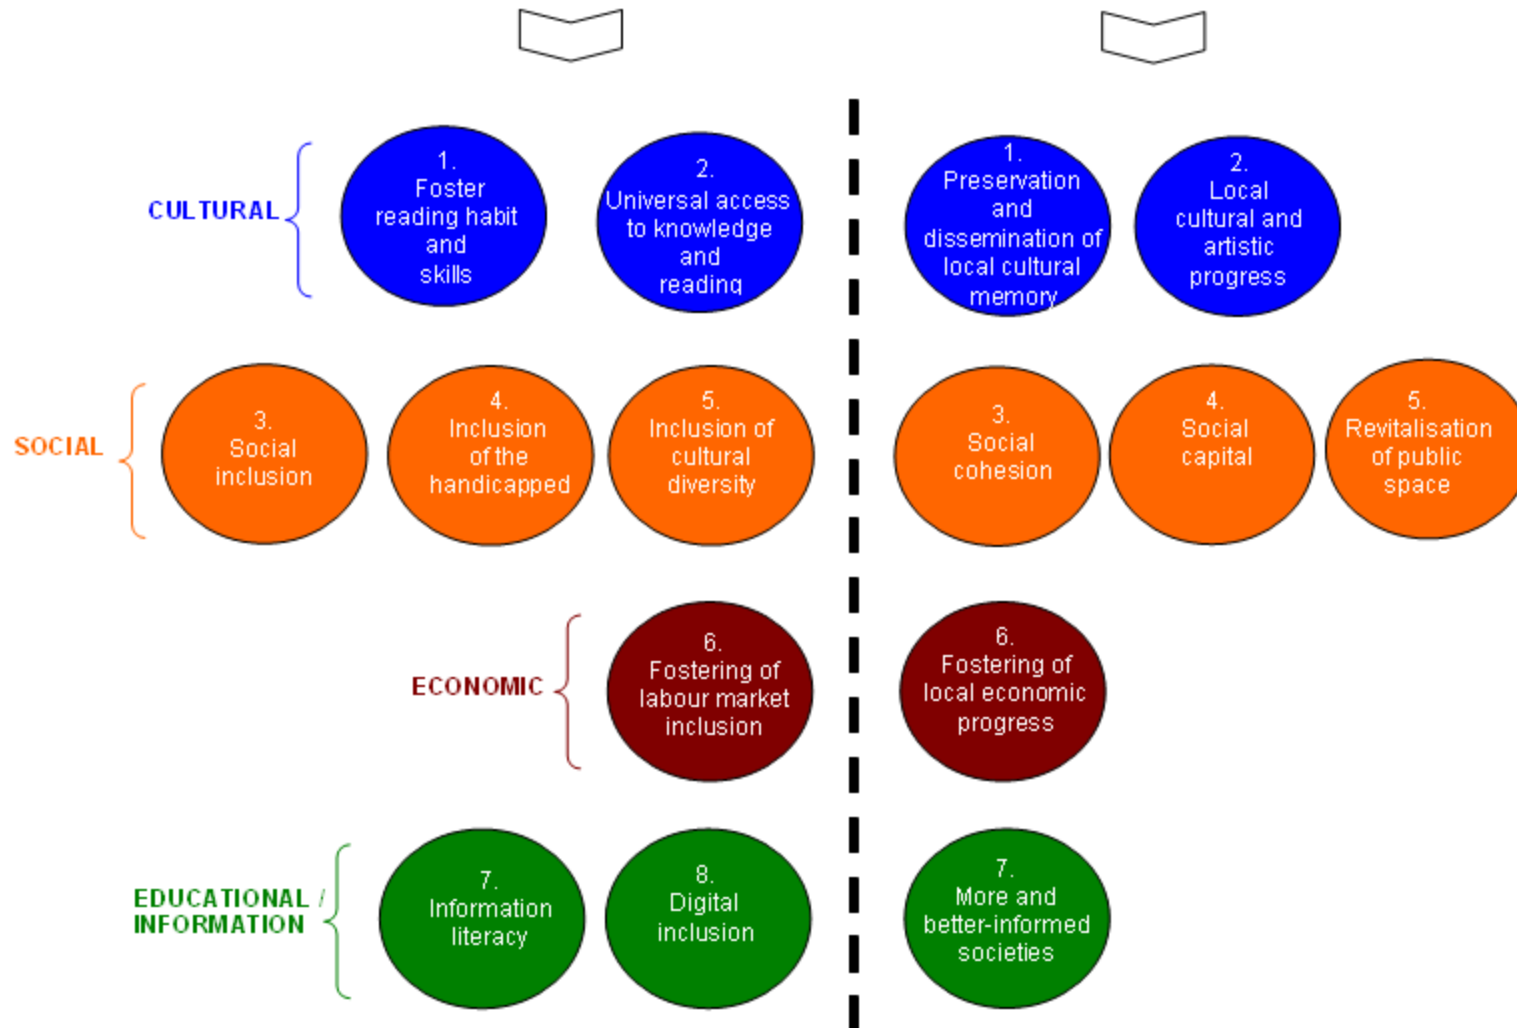 CULTURAL
1.
Foster
reading habit
and
skills
2.
Universal access
to knowledge
and
reading
1.
Preservation
and
dissemination of
local cultural
memory
2.
Local
cultural and
artistic
progress
SOCIAL
3.
Social
inclusion
4.
Inclusion
of the
handicapped
5.
Inclusion of
cultural
diversity
3.
Social
cohesion
4.
Social
capital
5.
Revitalisation
of public
space
ECONOMIC
6.
Fostering of
labour market
inclusion
6.
Fostering of
local economic
progress
EDUCATIONAL /
INFORMATION
7.
Information
literacy
8.
Digital
inclusion
7.
More and
better-informed
societies